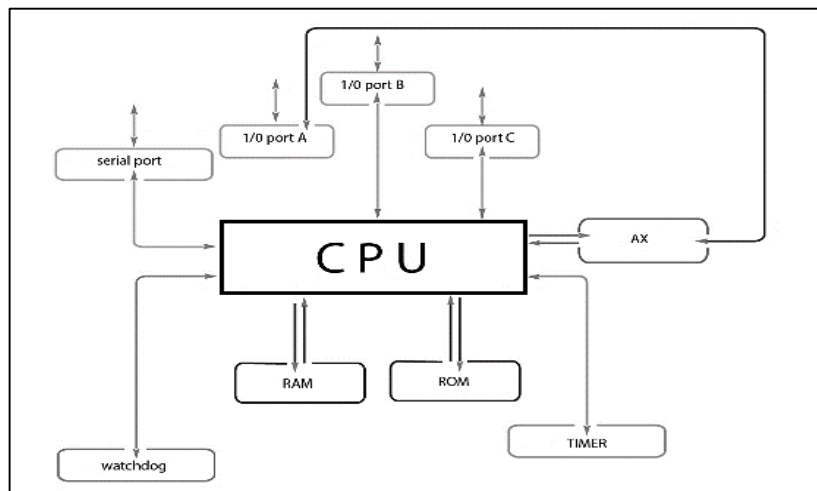 1/0 port B
1/0 port A
1/0 port C
serial port
CPU
AX
RAM
ROM
TIMER
watchdog